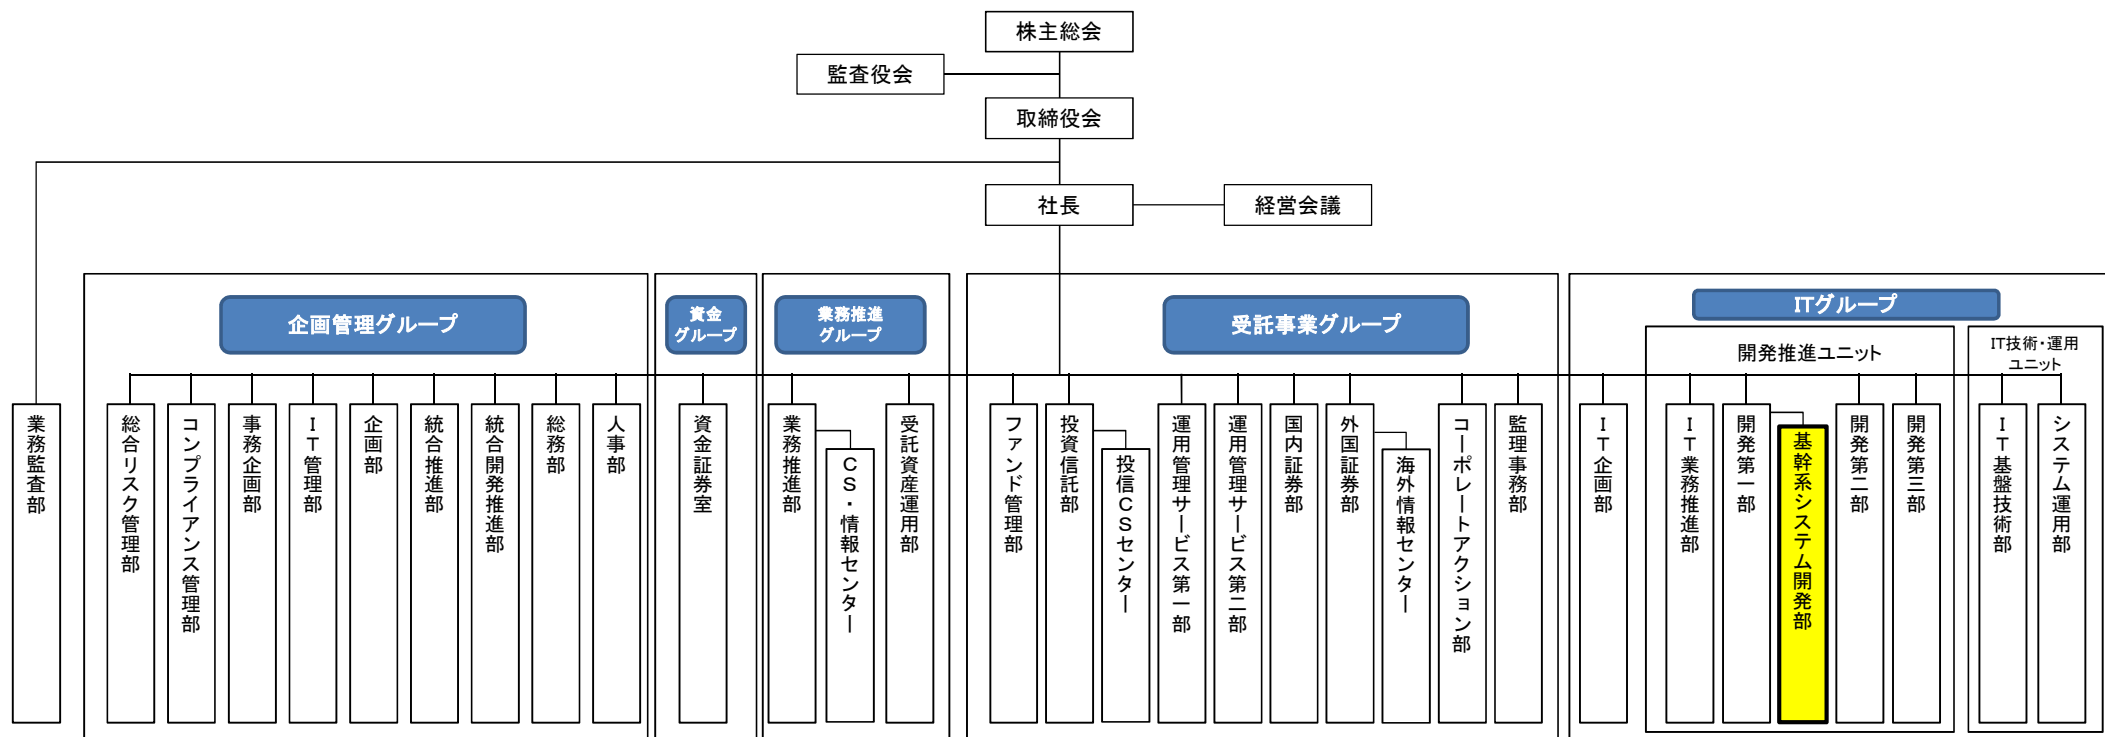 株主総会
監査役会
取締役会
社長
経営会議
企画管理グループ
資金
グループ
業務推進
グループ
受託事業グループ
ITグループ
開発推進ユニット
IT技術・運用
ユニット
業務監査部
総合リスク管理部
コンプライアンス管理部
事務企画部
IT管理部
企画部
統合推進部
統合開発推進部
総務部
人事部
資金証券室
業務推進部
CS・情報センター
受託資産運用部
ファンド管理部
投資信託部
投信CSセンター
運用管理サービス第一部
運用管理サービス第二部
国内証券部
外国証券部
海外情報センター
コーポレートアクション部
監理事務部
IT企画部
IT業務推進部
開発第一部
基幹系システム開発部
開発第二部
開発第三部
IT基盤技術部
システム運用部